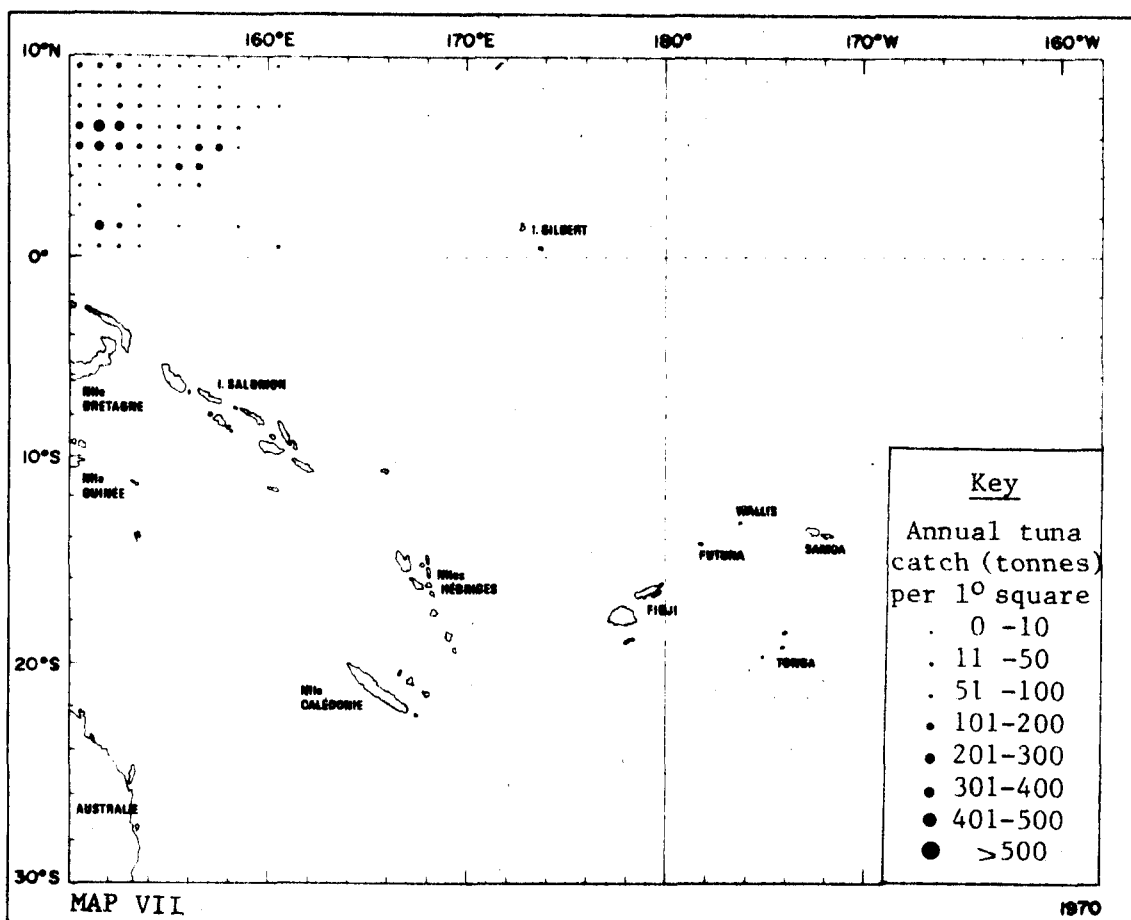 160°E 170°E 180° 170°W 160°W
10°N
I. GILBERT
0°
I. SALOMON
Nlle
BRETAGNE
10°S
Nlle
GUINÉE
WALLIS
FUTUNA
SAMOA
Nlles
HÉBRIDES
FIDJI
TONGA
20°S
Nlle
CALÉDONIE
AUSTRALIE
30°S
Key
Annual tuna
catch (tonnes)
per 1° square
0 -10
11 -50
51 -100
101-200
201-300
301-400
401-500
>500
MAP VII
1970